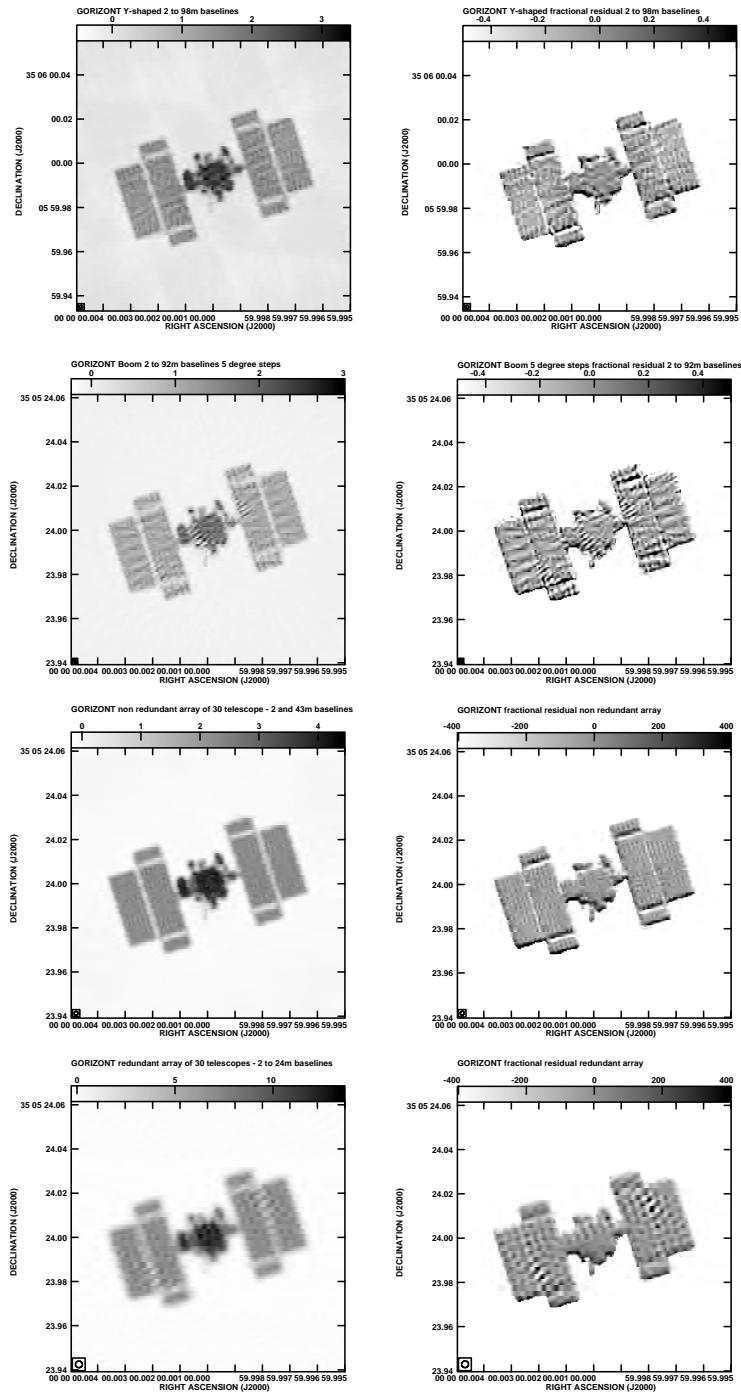 GORIZONT Y-shaped 2 to 98m baselines
0 1 2 3
35 06 00.04
00.02
00.00
05 59.98
59.96
59.94
DECLINATION (J2000)
00 00 00.004 00.003 00.002 00.001 00.000 59.998 59.997 59.996 59.995
RIGHT ASCENSION (J2000)
GORIZONT Y-shaped fractional residual 2 to 98m baselines
-0.4 -0.2 0.0 0.2 0.4
35 06 00.04
00.02
00.00
05 59.98
59.96
59.94
DECLINATION (J2000)
00 00 00.004 00.003 00.002 00.001 00.000 59.998 59.997 59.996 59.995
RIGHT ASCENSION (J2000)
GORIZONT Boom 2 to 92m baselines 5 degree steps
0 1 2 3
35 05 24.06
24.04
24.02
24.00
23.98
23.96
23.94
DECLINATION (J2000)
00 00 00.004 00.003 00.002 00.001 00.000 59.998 59.997 59.996 59.995
RIGHT ASCENSION (J2000)
GORIZONT Boom 5 degree steps fractional residual 2 to 92m baselines
-0.4 -0.2 0.0 0.2 0.4
35 05 24.06
24.04
24.02
24.00
23.98
23.96
23.94
DECLINATION (J2000)
00 00 00.004 00.003 00.002 00.001 00.000 59.998 59.997 59.996 59.995
RIGHT ASCENSION (J2000)
GORIZONT non redundant array of 30 telescope - 2 and 43m baselines
0 1 2 3 4
35 05 24.06
24.04
24.02
24.00
23.98
23.96
23.94
DECLINATION (J2000)
00 00 00.004 00.003 00.002 00.001 00.000 59.998 59.997 59.996 59.995
RIGHT ASCENSION (J2000)
GORIZONT fractional residual non redundant array
-400 -200 0 200 400
35 05 24.06
24.04
24.02
24.00
23.98
23.96
23.94
DECLINATION (J2000)
00 00 00.004 00.003 00.002 00.001 00.000 59.998 59.997 59.996 59.995
RIGHT ASCENSION (J2000)
GORIZONT redundant array of 30 telescopes - 2 to 24m baselines
0 5 10
35 05 24.06
24.04
24.02
24.00
23.98
23.96
23.94
DECLINATION (J2000)
00 00 00.004 00.003 00.002 00.001 00.000 59.998 59.997 59.996 59.995
RIGHT ASCENSION (J2000)
GORIZONT fractional residual redundant array
-400 -200 0 200 400
35 05 24.06
24.04
24.02
24.00
23.98
23.96
23.94
DECLINATION (J2000)
00 00 00.004 00.003 00.002 00.001 00.000 59.998 59.997 59.996 59.995
RIGHT ASCENSION (J2000)